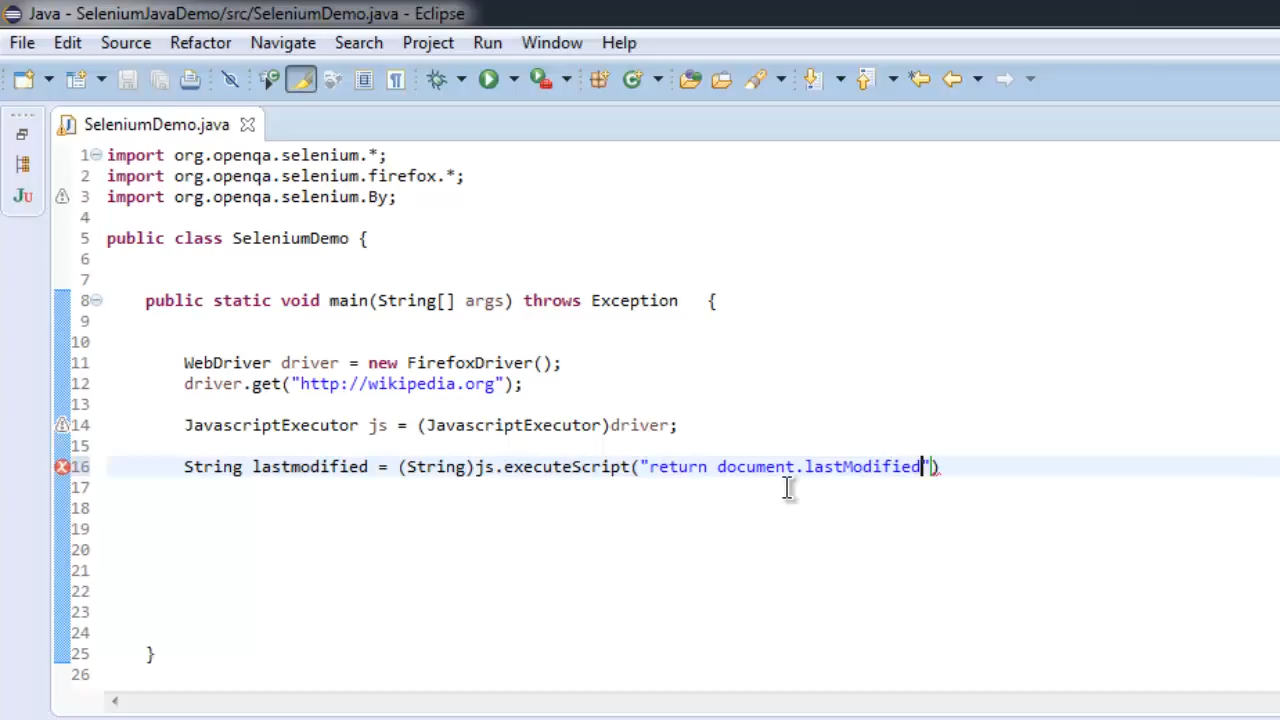 Java - SeleniumJavaDemo/src/SeleniumDemo.java - Eclipse
File Edit Source Refactor Navigate Search Project Run Window Help
SeleniumDemo.java
Ju
1 import org.openqa.selenium.*;
2 import org.openqa.selenium.firefox.*;
3 import org.openqa.selenium.By;
4
5 public class SeleniumDemo {
6
7
8 public static void main(String[] args) throws Exception {
9
10
11 WebDriver driver = new FirefoxDriver();
12 driver.get("http://wikipedia.org");
13
14 JavascriptExecutor js = (JavascriptExecutor)driver;
15
16 String lastmodified = (String)js.executeScript("return document.lastModified")
17
18
19
20
21
22
23
24
25 }
26